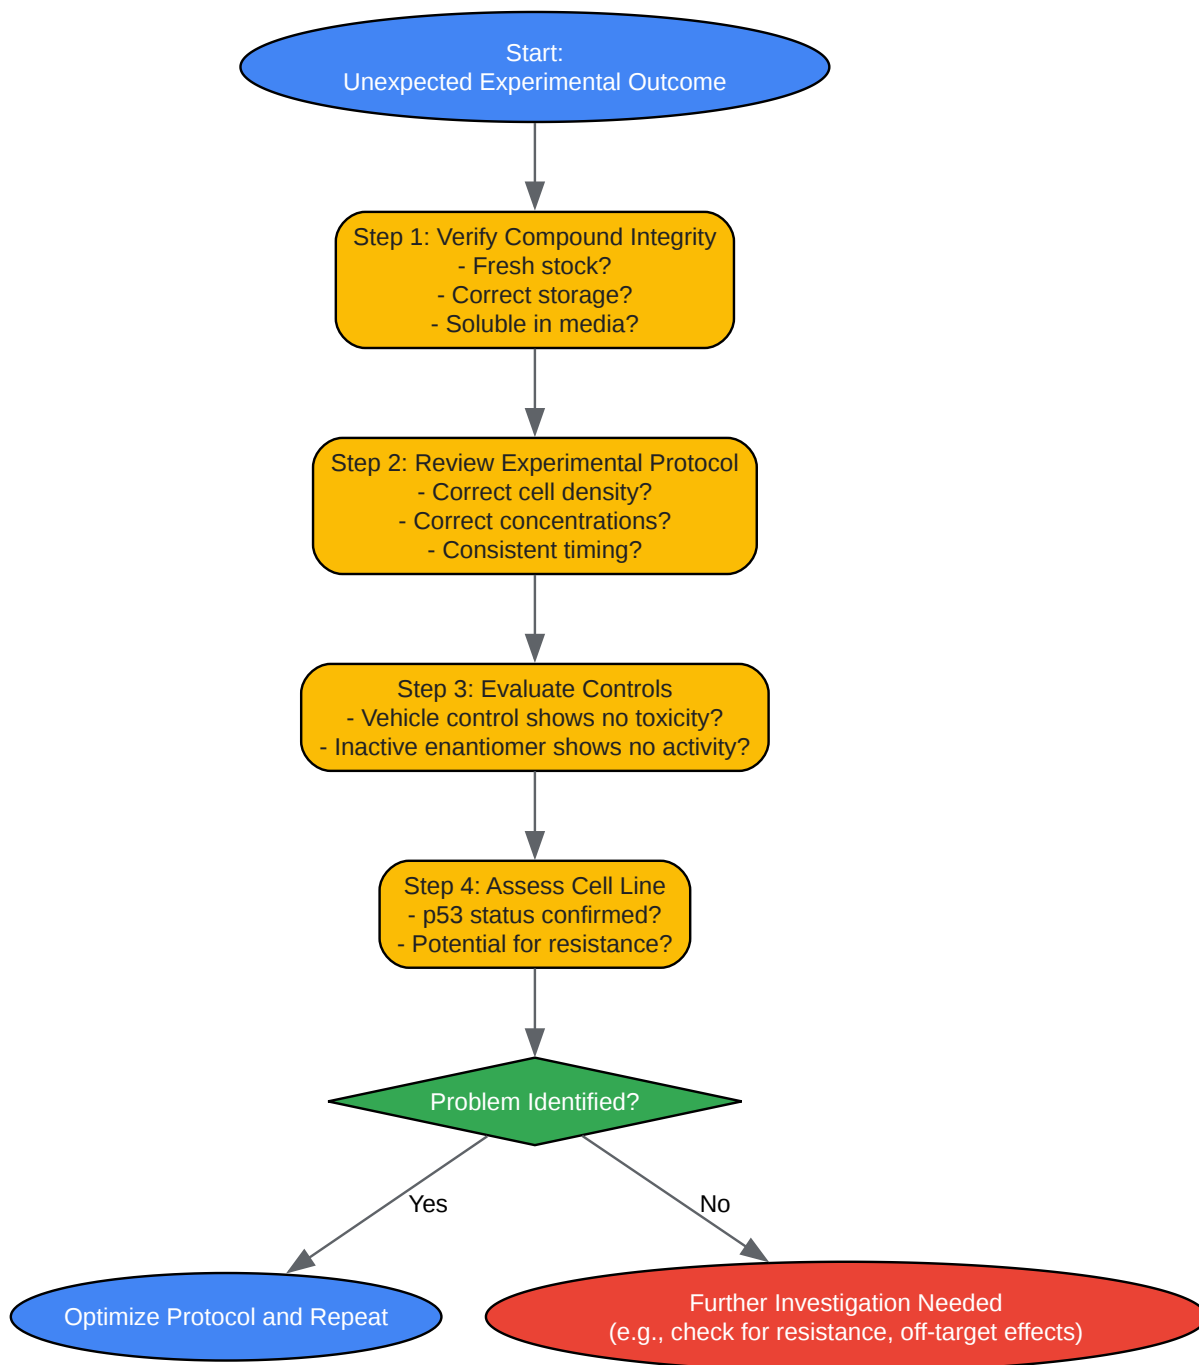 Start:
Unexpected Experimental Outcome
Step 1: Verify Compound Integrity
- Fresh stock?
- Correct storage?
- Soluble in media?
Step 2: Review Experimental Protocol
- Correct cell density?
- Correct concentrations?
- Consistent timing?
Step 3: Evaluate Controls
- Vehicle control shows no toxicity?
- Inactive enantiomer shows no activity?
Step 4: Assess Cell Line
- p53 status confirmed?
- Potential for resistance?
Problem Identified?
Yes
No
Optimize Protocol and Repeat
Further Investigation Needed
(e.g., check for resistance, off-target effects)